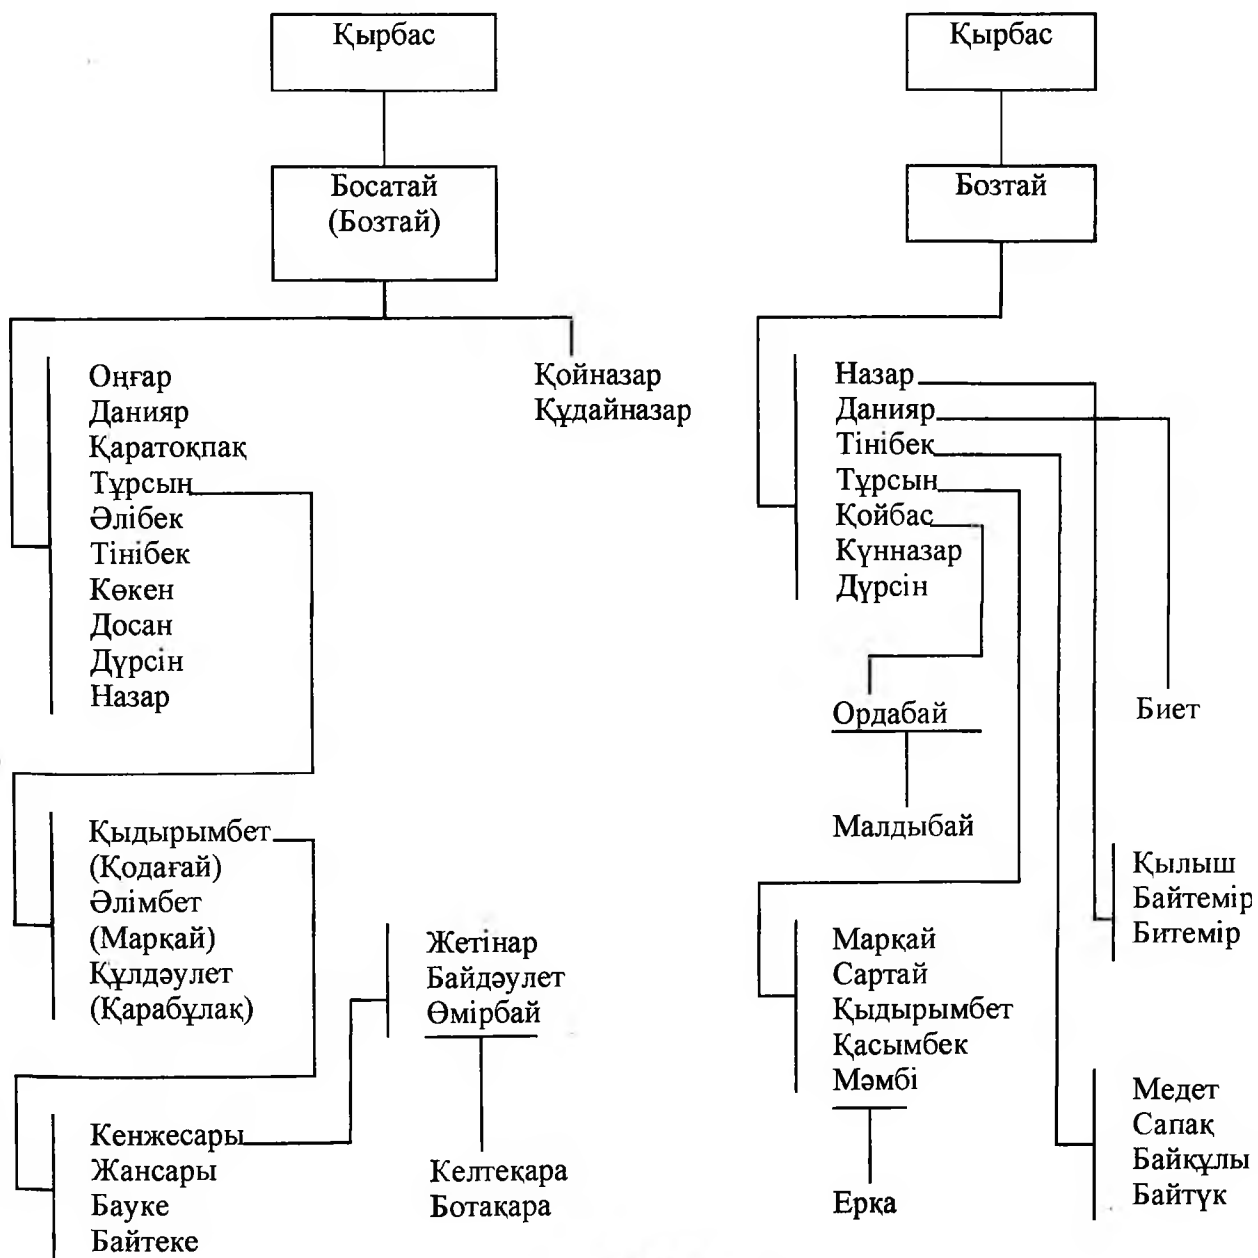 Қырбас
Босатай
(Бозтай)
Оңғар
Данияр
Қаратоқпақ
Тұрсын
Әлібек
Тінібек
Көкен
Досан
Дүрсін
Назар
Қойназар
Құдайназар
Қыдырымбет
(Қодағай)
Әлімбет
(Марқай)
Құлдәулет
(Қарабұлақ)
Кенжесары
Жансары
Бауке
Байтеке
Жетінар
Байдәулет
Өмірбай
Келтеқара
Ботақара
Қырбас
Бозтай
Назар
Данияр
Тінібек
Тұрсын
Қойбас
Күнназар
Дүрсін
Ордабай
Малдыбай
Биет
Қылыш
Байтемір
Битемір
Марқай
Сартай
Қыдырымбет
Қасымбек
Мәмбі
Ерқа
Медет
Сапақ
Байқұлы
Байтүк